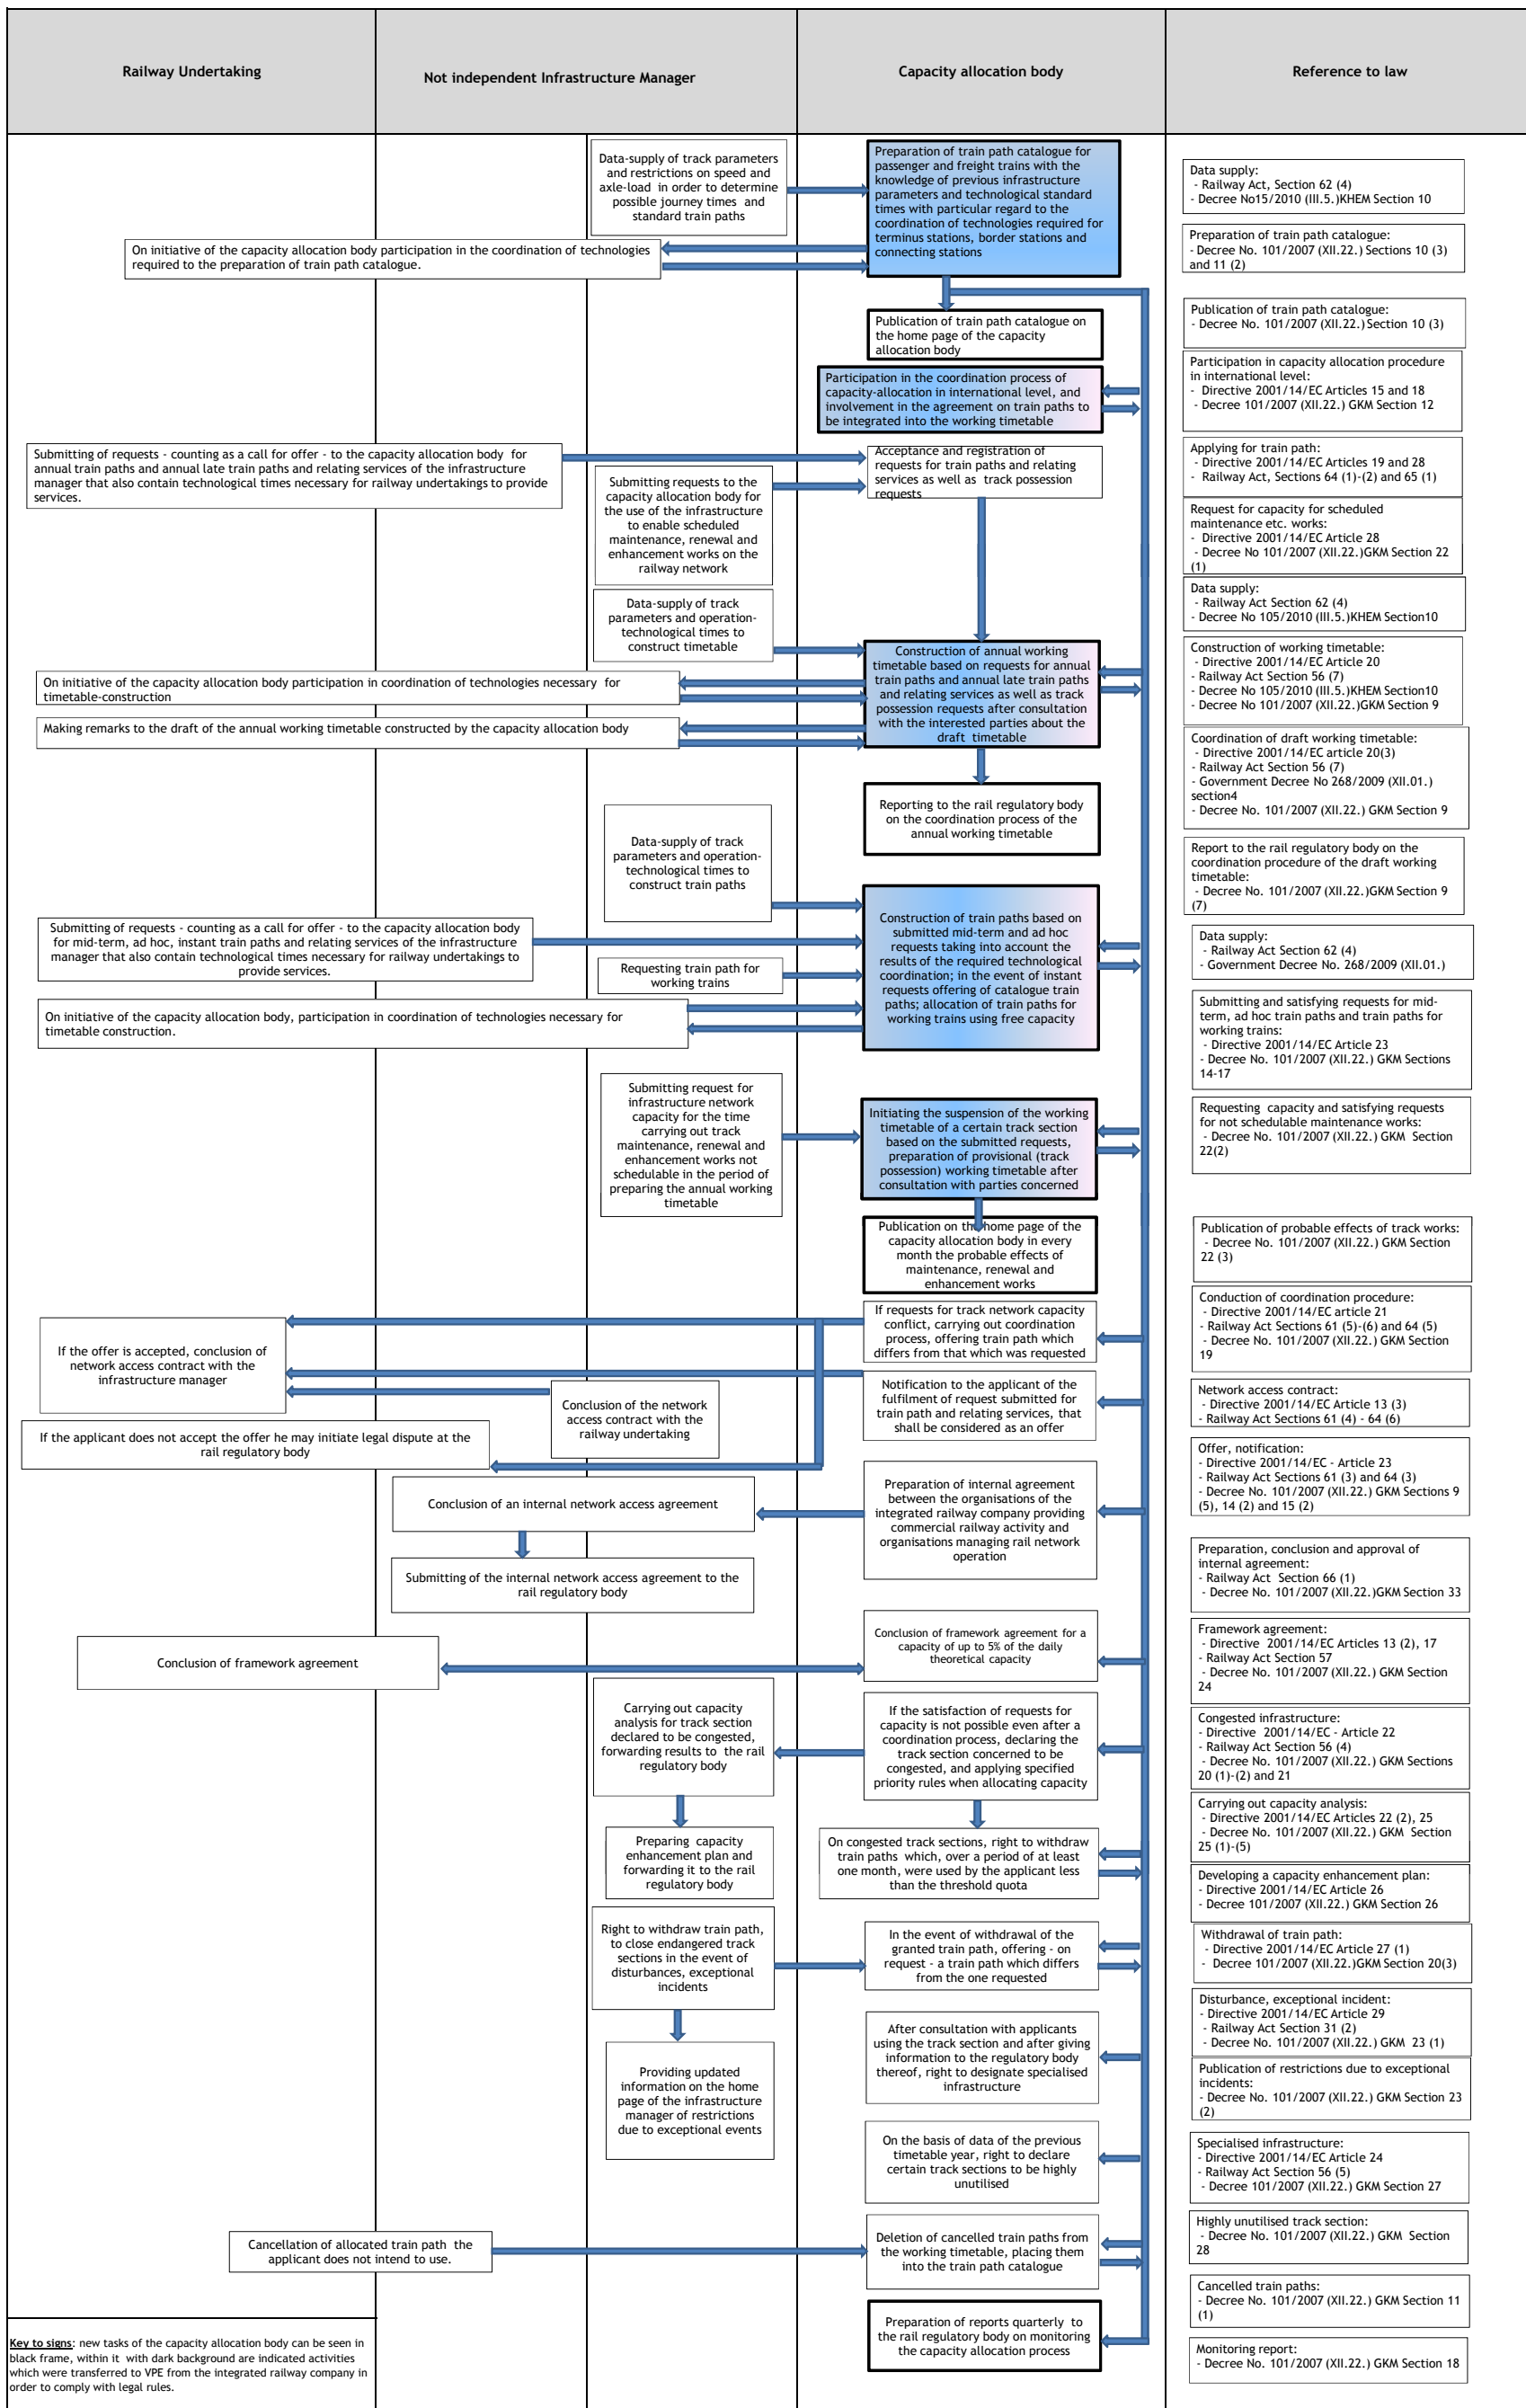 Railway Undertaking
Not independent Infrastructure Manager
Capacity allocation body
Reference to law
Data-supply of track parameters
and restrictions on speed and
axle-load in order to determine
possible journey times and
standard train paths
Preparation of train path catalogue for
passenger and freight trains with the
knowledge of previous infrastructure
parameters and technological standard
times with particular regard to the
coordination of technologies required for
terminus stations, border stations and
connecting stations
Data supply:
- Railway Act, Section 62 (4)
- Decree No15/2010 (III.5.)KHEM Section 10
On initiative of the capacity allocation body participation in the coordination of technologies
required to the preparation of train path catalogue.
Preparation of train path catalogue:
- Decree No. 101/2007 (XII.22.) Sections 10 (3)
and 11 (2)
Publication of train path catalogue on
the home page of the capacity
allocation body
Publication of train path catalogue:
- Decree No. 101/2007 (XII.22.) Section 10 (3)
Participation in the coordination process of
capacity-allocation in international level, and
involvement in the agreement on train paths to
be integrated into the working timetable
Participation in capacity allocation procedure
in international level:
- Directive 2001/14/EC Articles 15 and 18
- Decree 101/2007 (XII.22.) GKM Section 12
Submitting of requests - counting as a call for offer - to the capacity allocation body for
annual train paths and annual late train paths and relating services of the infrastructure
manager that also contain technological times necessary for railway undertakings to provide
services.
Submitting requests to the
capacity allocation body for
the use of the infrastructure
to enable scheduled
maintenance, renewal and
enhancement works on the
railway network
Acceptance and registration of
requests for train paths and relating
services as well as track possession
requests
Applying for train path:
- Directive 2001/14/EC Articles 19 and 28
- Railway Act, Sections 64 (1)-(2) and 65 (1)
Request for capacity for scheduled
maintenance etc. works:
- Directive 2001/14/EC Article 28
- Decree No 101/2007 (XII.22.)GKM Section 22
(1)
Data-supply of track
parameters and operation-
technological times to
construct timetable
Data supply:
- Railway Act Section 62 (4)
- Decree No 105/2010 (III.5.)KHEM Section10
Construction of annual working
timetable based on requests for annual
train paths and annual late train paths
and relating services as well as track
possession requests after consultation
with the interested parties about the
draft timetable
Construction of working timetable:
- Directive 2001/14/EC Article 20
- Railway Act Section 56 (7)
- Decree No 105/2010 (III.5.)KHEM Section10
- Decree No 101/2007 (XII.22.)GKM Section 9
On initiative of the capacity allocation body participation in coordination of technologies necessary for
timetable-construction
Making remarks to the draft of the annual working timetable constructed by the capacity allocation body
Coordination of draft working timetable:
- Directive 2001/14/EC article 20(3)
- Railway Act Section 56 (7)
- Government Decree No 268/2009 (XII.01.)
section4
- Decree No. 101/2007 (XII.22.) GKM Section 9
Reporting to the rail regulatory body
on the coordination process of the
annual working timetable
Data-supply of track
parameters and operation-
technological times to
construct train paths
Report to the rail regulatory body on the
coordination procedure of the draft working
timetable:
- Decree No. 101/2007 (XII.22.)GKM Section 9
(7)
Submitting of requests - counting as a call for offer - to the capacity allocation body
for mid-term, ad hoc, instant train paths and relating services of the infrastructure
manager that also contain technological times necessary for railway undertakings to
provide services.
Requesting train path for
working trains
Construction of train paths based on
submitted mid-term and ad hoc
requests taking into account the
results of the required technological
coordination; in the event of instant
requests offering of catalogue train
paths; allocation of train paths for
working trains using free capacity
Data supply:
- Railway Act Section 62 (4)
- Government Decree No. 268/2009 (XII.01.)
On initiative of the capacity allocation body, participation in coordination of technologies necessary for
timetable construction.
Submitting and satisfying requests for mid-
term, ad hoc train paths and train paths for
working trains:
- Directive 2001/14/EC Article 23
- Decree No. 101/2007 (XII.22.) GKM Sections
14-17
Submitting request for
infrastructure network
capacity for the time
carrying out track
maintenance, renewal and
enhancement works not
schedulable in the period of
preparing the annual working
timetable
Initiating the suspension of the working
timetable of a certain track section
based on the submitted requests,
preparation of provisional (track
possession) working timetable after
consultation with parties concerned
Requesting capacity and satisfying requests
for not schedulable maintenance works:
- Decree No. 101/2007 (XII.22.) GKM Section
22(2)
Publication on the home page of the
capacity allocation body in every
month the probable effects of
maintenance, renewal and
enhancement works
Publication of probable effects of track works:
- Decree No. 101/2007 (XII.22.) GKM Section
22 (3)
If requests for track network capacity
conflict, carrying out coordination
process, offering train path which
differs from that which was requested
Conduction of coordination procedure:
- Directive 2001/14/EC article 21
- Railway Act Sections 61 (5)-(6) and 64 (5)
- Decree No. 101/2007 (XII.22.) GKM Section
19
If the offer is accepted, conclusion of
network access contract with the
infrastructure manager
Conclusion of the network
access contract with the
railway undertaking
Notification to the applicant of the
fulfilment of request submitted for
train path and relating services, that
shall be considered as an offer
Network access contract:
- Directive 2001/14/EC Article 13 (3)
- Railway Act Sections 61 (4) - 64 (6)
If the applicant does not accept the offer he may initiate legal dispute at the
rail regulatory body
Offer, notification:
- Directive 2001/14/EC - Article 23
- Railway Act Sections 61 (3) and 64 (3)
- Decree No. 101/2007 (XII.22.) GKM Sections 9
(5), 14 (2) and 15 (2)
Conclusion of an internal network access agreement
Preparation of internal agreement
between the organisations of the
integrated railway company providing
commercial railway activity and
organisations managing rail network
operation
Submitting of the internal network access agreement to the
rail regulatory body
Preparation, conclusion and approval of
internal agreement:
- Railway Act Section 66 (1)
- Decree No. 101/2007 (XII.22.)GKM Section 33
Conclusion of framework agreement
Conclusion of framework agreement for a
capacity of up to 5% of the daily
theoretical capacity
Framework agreement:
- Directive 2001/14/EC Articles 13 (2), 17
- Railway Act Section 57
- Decree No. 101/2007 (XII.22.) GKM Section
24
Carrying out capacity
analysis for track section
declared to be congested,
forwarding results to the rail
regulatory body
If the satisfaction of requests for
capacity is not possible even after a
coordination process, declaring the
track section concerned to be
congested, and applying specified
priority rules when allocating capacity
Congested infrastructure:
- Directive 2001/14/EC - Article 22
- Railway Act Section 56 (4)
- Decree No. 101/2007 (XII.22.) GKM Sections
20 (1)-(2) and 21
Preparing capacity
enhancement plan and
forwarding it to the rail
regulatory body
On congested track sections, right to withdraw
train paths which, over a period of at least
one month, were used by the applicant less
than the threshold quota
Carrying out capacity analysis:
- Directive 2001/14/EC Articles 22 (2), 25
- Decree No. 101/2007 (XII.22.) GKM Section
25 (1)-(5)
Developing a capacity enhancement plan:
- Directive 2001/14/EC Article 26
- Decree 101/2007 (XII.22.) GKM Section 26
Right to withdraw train path,
to close endangered track
sections in the event of
disturbances, exceptional
incidents
In the event of withdrawal of the
granted train path, offering - on
request - a train path which differs
from the one requested
Withdrawal of train path:
- Directive 2001/14/EC Article 27 (1)
- Decree 101/2007 (XII.22.)GKM Section 20(3)
Disturbance, exceptional incident:
- Directive 2001/14/EC Article 29
- Railway Act Section 31 (2)
- Decree No. 101/2007 (XII.22.) GKM 23 (1)
Providing updated
information on the home
page of the infrastructure
manager of restrictions
due to exceptional events
After consultation with applicants
using the track section and after giving
information to the regulatory body
thereof, right to designate specialised
infrastructure
Publication of restrictions due to exceptional
incidents:
- Decree No. 101/2007 (XII.22.) GKM Section 23
(2)
On the basis of data of the previous
timetable year, right to declare
certain track sections to be highly
unutilised
Specialised infrastructure:
- Directive 2001/14/EC Article 24
- Railway Act Section 56 (5)
- Decree 101/2007 (XII.22.) GKM Section 27
Cancellation of allocated train path the
applicant does not intend to use.
Deletion of cancelled train paths from
the working timetable, placing them
into the train path catalogue
Highly unutilised track section:
- Decree No. 101/2007 (XII.22.) GKM Section
28
Cancelled train paths:
- Decree No. 101/2007 (XII.22.) GKM Section 11
(1)
Preparation of reports quarterly to
the rail regulatory body on monitoring
the capacity allocation process
Monitoring report:
- Decree No. 101/2007 (XII.22.) GKM Section 18
Key to signs: new tasks of the capacity allocation body can be seen in
black frame, within it with dark background are indicated activities
which were transferred to VPE from the integrated railway company in
order to comply with legal rules.